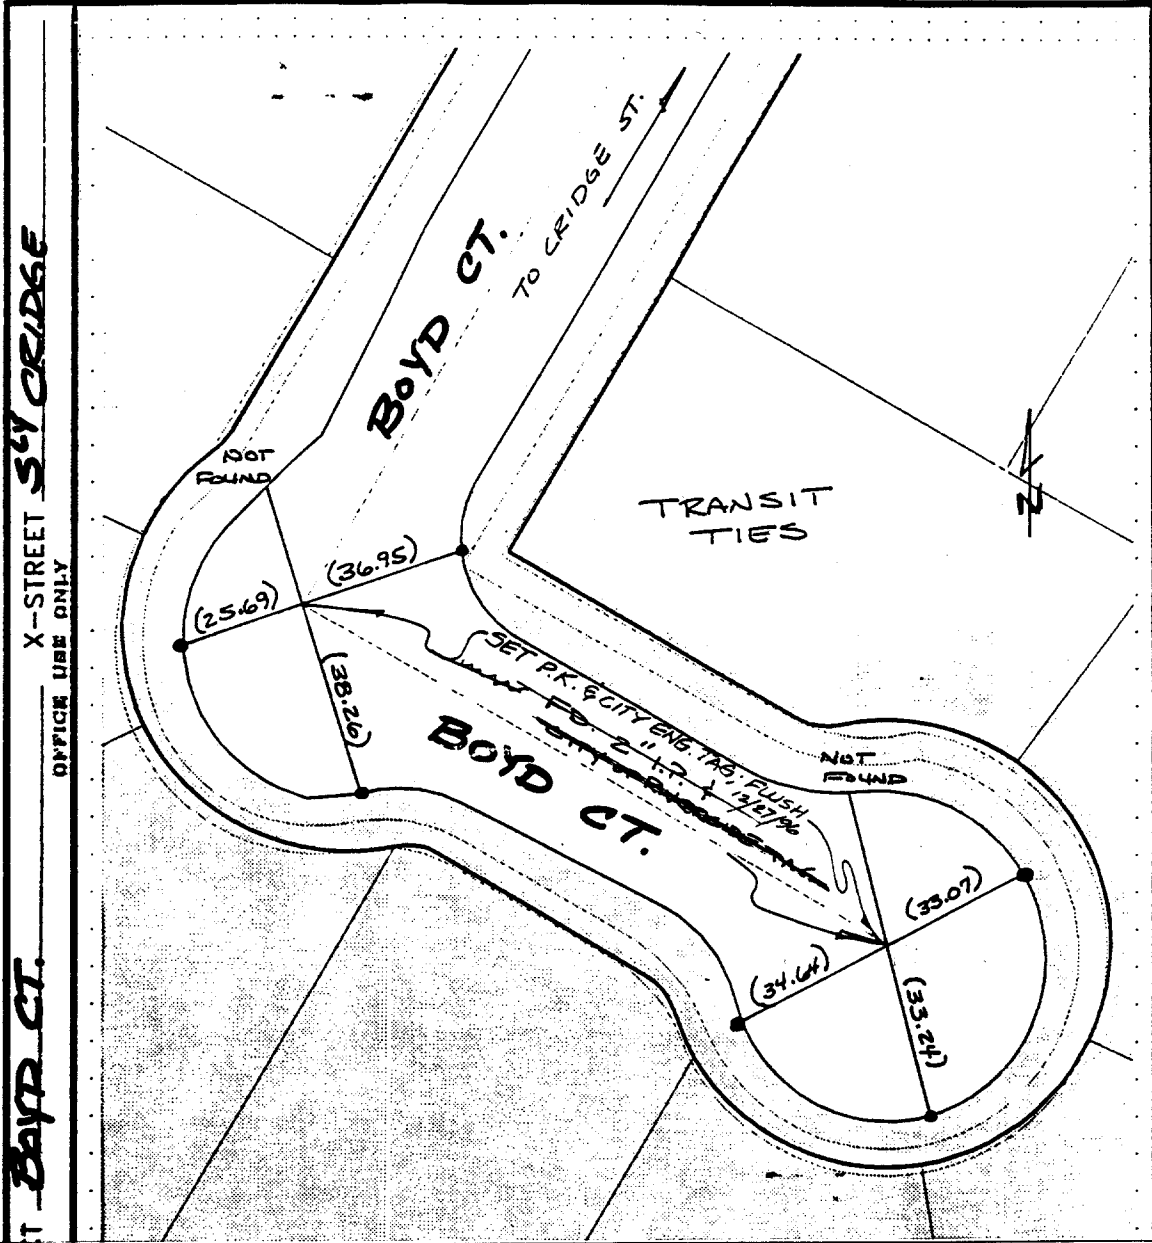 BOYD CT.
TO CRIDGE ST.
NOT
FOUND
TRANSIT
TIES
N
(36.95)
(25.69)
(38.26)
SET P.K. & CITY ENG TAG, FLUSH
12/27/96
FD. 2" I.P.
BOYD CT.
NOT
FOUND
(33.07)
(34.64)
(33.24)
ST BOYD CT. X-STREET S'LY CRIDGE
OFFICE USE ONLY